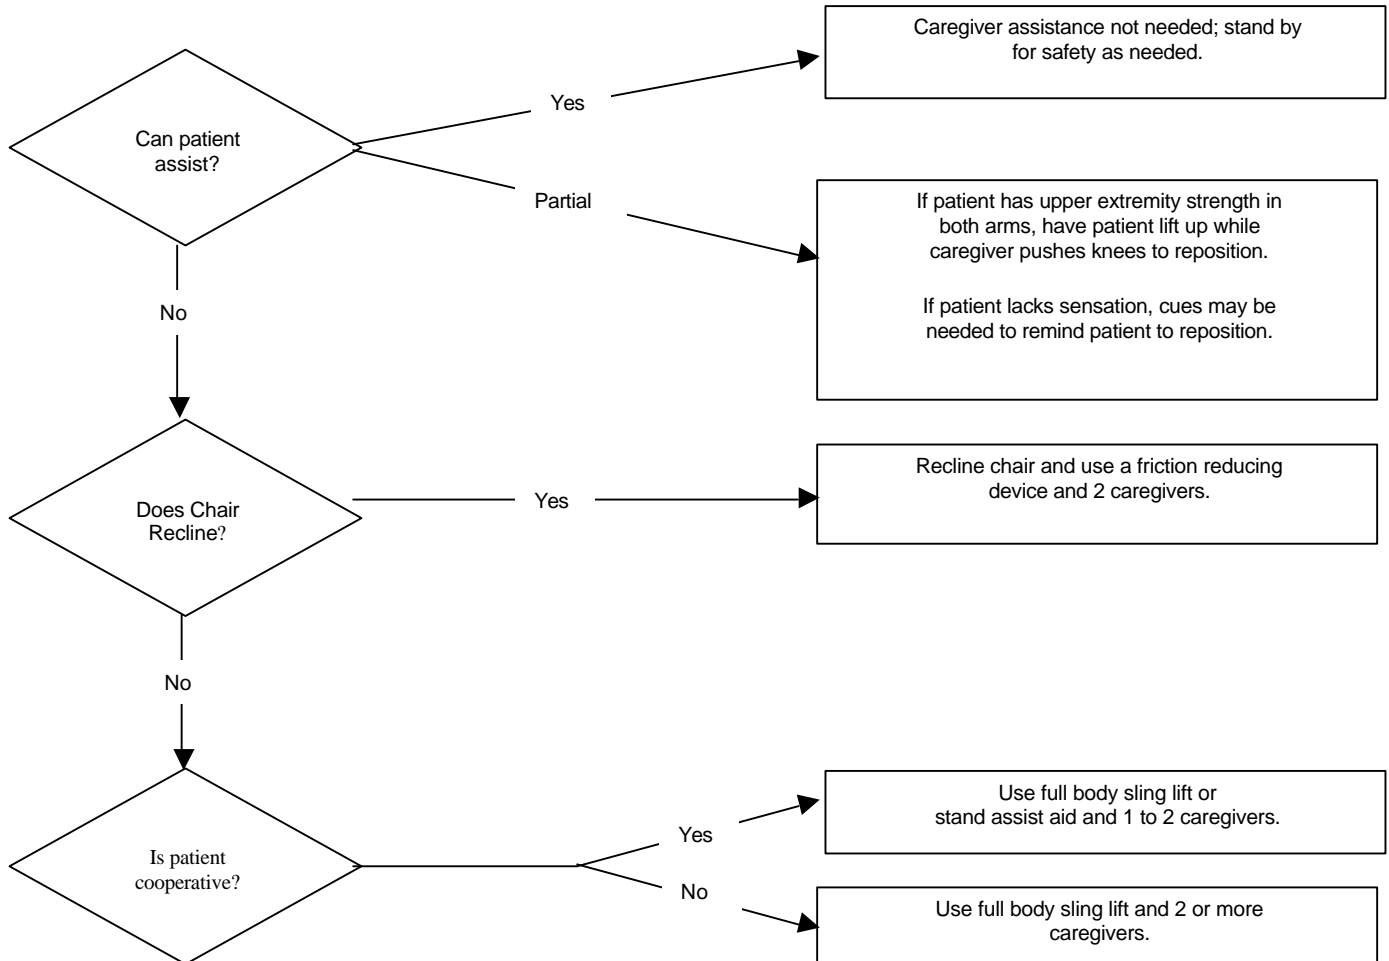 Caregiver assistance not needed; stand by
for safety as needed.
Yes
Can patient
assist?
Partial
If patient has upper extremity strength in
both arms, have patient lift up while
caregiver pushes knees to reposition.
If patient lacks sensation, cues may be
needed to remind patient to reposition.
No
Does Chair
Recline?
Yes
Recline chair and use a friction reducing
device and 2 caregivers.
No
Is patient
cooperative?
Yes
Use full body sling lift or
stand assist aid and 1 to 2 caregivers.
No
Use full body sling lift and 2 or more
caregivers.